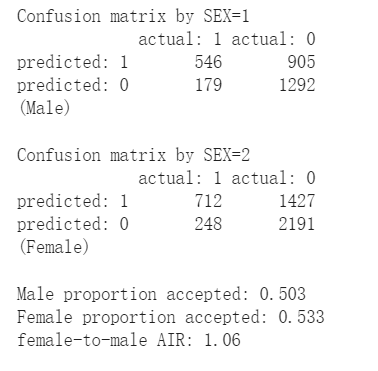 Confusion matrix by SEX=1
actual: 1 actual: 0
predicted: 1 546 905
predicted: 0 179 1292
(Male)
Confusion matrix by SEX=2
actual: 1 actual: 0
predicted: 1 712 1427
predicted: 0 248 2191
(Female)
Male proportion accepted: 0.503
Female proportion accepted: 0.533
female-to-male AIR: 1.06